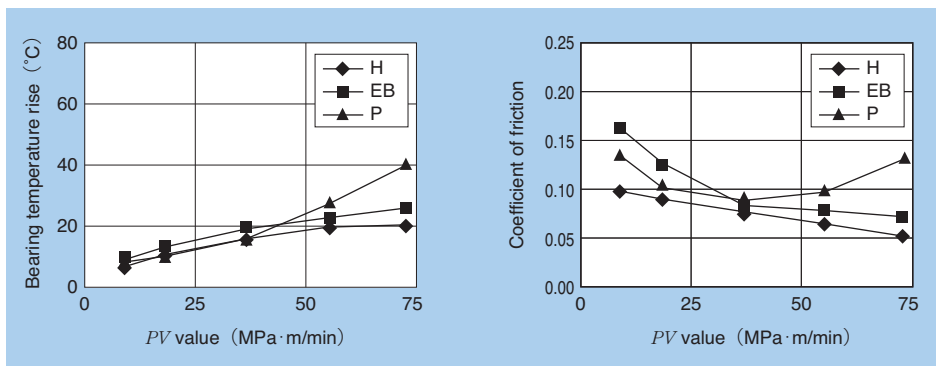 Bearing temperature rise（°C）
80
60
40
20
0
H
EB
P
0 25 50 75
PV value（MPa·m/min）
Coefficient of friction
0.25
0.20
0.15
0.10
0.05
0.00
H
EB
P
0 25 50 75
PV value（MPa·m/min）